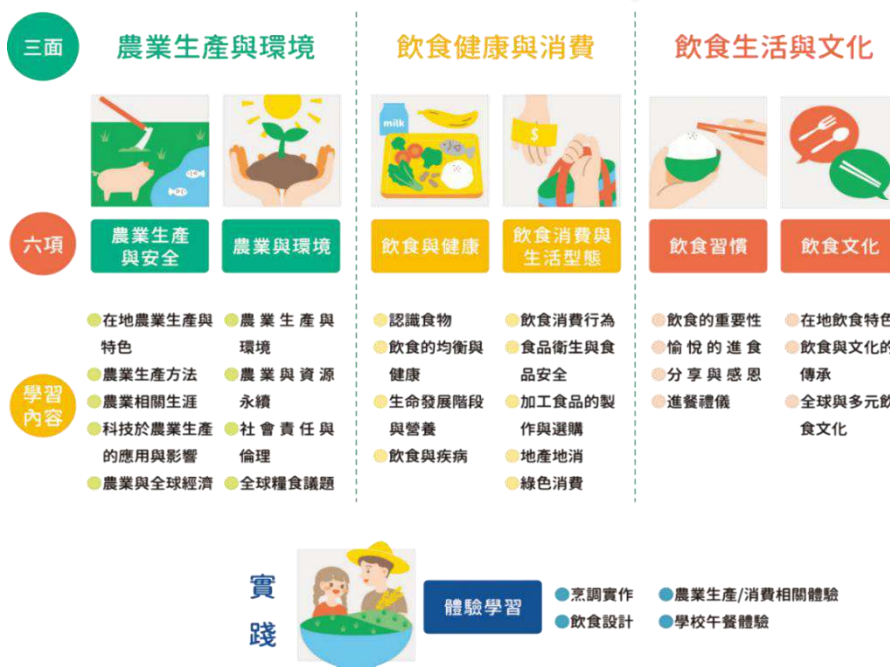 三面
農業生產與環境
飲食健康與消費
飲食生活與文化
milk
$
六項
農業生產
與安全
農業與環境
飲食與健康
飲食消費與
生活型態
飲食習慣
飲食文化
學習
內容
在地農業生產與
特色
農業生產方法
農業相關生涯
科技於農業生產
的應用與影響
農業與全球經濟
農業生產與
環境
農業與資源
永續
社會責任與
倫理
全球糧食議題
認識食物
飲食的均衡與
健康
生命發展階段
與營養
飲食與疾病
飲食消費行為
食品衛生與食
品安全
加工食品的製
作與選購
地產地消
綠色消費
飲食的重要性
愉悅的進食
分享與感恩
進餐禮儀
在地飲食特色
飲食與文化的
傳承
全球與多元飲
食文化
實
踐
體驗學習
烹調實作
飲食設計
農業生產/消費相關體驗
學校午餐體驗